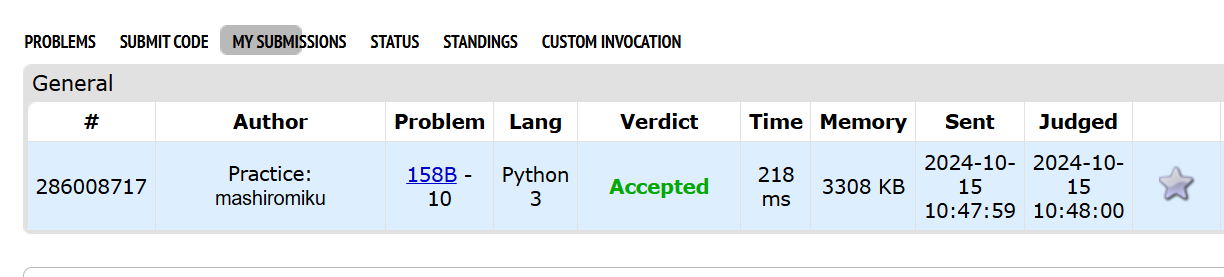 PROBLEMS SUBMIT CODE MY SUBMISSIONS STATUS STANDINGS CUSTOM INVOCATION
General
# Author Problem Lang Verdict Time Memory Sent Judged
286008717 Practice: mashiromiku 158B - 10 Python 3 Accepted 218 ms 3308 KB 2024-10-15 10:47:59 2024-10-15 10:48:00